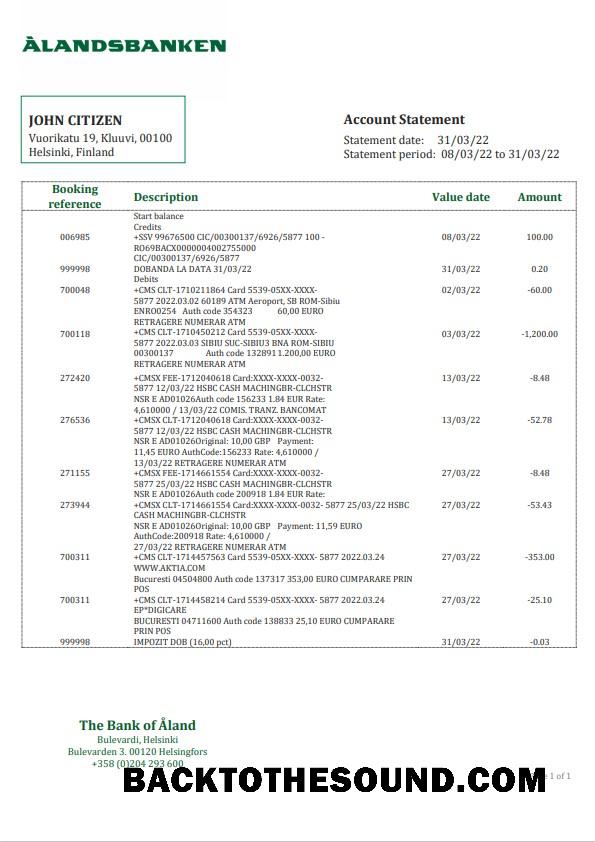 ÀLANDSBANKEN
JOHN CITIZEN
Vuorikatu 19, Kluuvi, 00100
Helsinki, Finland
Account Statement
Statement date: 31/03/22
Statement period: 08/03/22 to 31/03/22
Booking reference Description Value date Amount
Start balance
Credits
006985 +SSV 99676500 CIC/00300137/6926/5877 100 - 08/03/22 100.00
RO69BACX0000004002755000
CIC/00300137/6926/5877
999998 DOBANDA LA DATA 31/03/22 31/03/22 0.20
Debits
700048 +CMS CLT-1710211864 Card 5539-05XX-XXXX- 02/03/22 -60.00
5877 2022.03.02 60189 ATM Aeroport, SB ROM-Sibiu
ENRO0254 Auth code 354323 60,00 EURO
RETRAGERE NUMERAR ATM
700118 +CMS CLT-1710450212 Card 5539-05XX-XXXX- 03/03/22 -1,200.00
5877 2022.03.03 SIBIU SUC-SIBIU3 BNA ROM-SIBIU
00300137 Auth code 1328911.200,00 EURO
RETRAGERE NUMERAR ATM
272420 +CMSX FEE-1712040618 Card:XXXX-XXXX-0032- 13/03/22 -8.48
5877 12/03/22 HSBC CASH MACHINGBR-CLCHSTR
NSR E AD01026Auth code 156233 1.84 EUR Rate:
4,610000 / 13/03/22 COMIS. TRANZ. BANCOMAT
276536 +CMSX CLT-1712040618 Card:XXXX-XXXX-0032- 13/03/22 -52.78
5877 12/03/22 HSBC CASH MACHINGBR-CLCHSTR
NSR E AD01026Original: 10,00 GBP Payment:
11,45 EURO AuthCode:156233 Rate: 4,610000 /
13/03/22 RETRAGERE NUMERAR ATM
271155 +CMSX FEE-1714661554 Card:XXXX-XXXX-0032- 27/03/22 -8.48
5877 25/03/22 HSBC CASH MACHINGBR-CLCHSTR
NSR E AD01026Auth code 200918 1.84 EUR Rate:
273944 +CMSX CLT-1714661554 Card:XXXX-XXXX-0032- 5877 25/03/22 HSBC 27/03/22 -53.43
CASH MACHINGBR-CLCHSTR
NSR E AD01026Original: 10,00 GBP Payment: 11,59 EURO
AuthCode:200918 Rate: 4,610000 /
27/03/22 RETRAGERE NUMERAR ATM
700311 +CMS CLT-1714457563 Card 5539-05XX-XXXX- 5877 2022.03.24 27/03/22 -353.00
WWW.AKTIA.COM
Bucuresti 04504800 Auth code 137317 353,00 EURO CUMPARARE PRIN
POS
700311 +CMS CLT-1714458214 Card 5539-05XX-XXXX- 5877 2022.03.24 27/03/22 -25.10
EP*DIGICARE
BUCURESTI 04711600 Auth code 138833 25,10 EURO CUMPARARE
PRIN POS
999998 IMPOZIT DOB (16,00 pct) 31/03/22 -0.03
The Bank of Åland
Bulevardi, Helsinki
Bulevarden 3. 00120 Helsingfors
+358 (0)204 293 600
BACKTOTHESOUND.COM
1 of 1